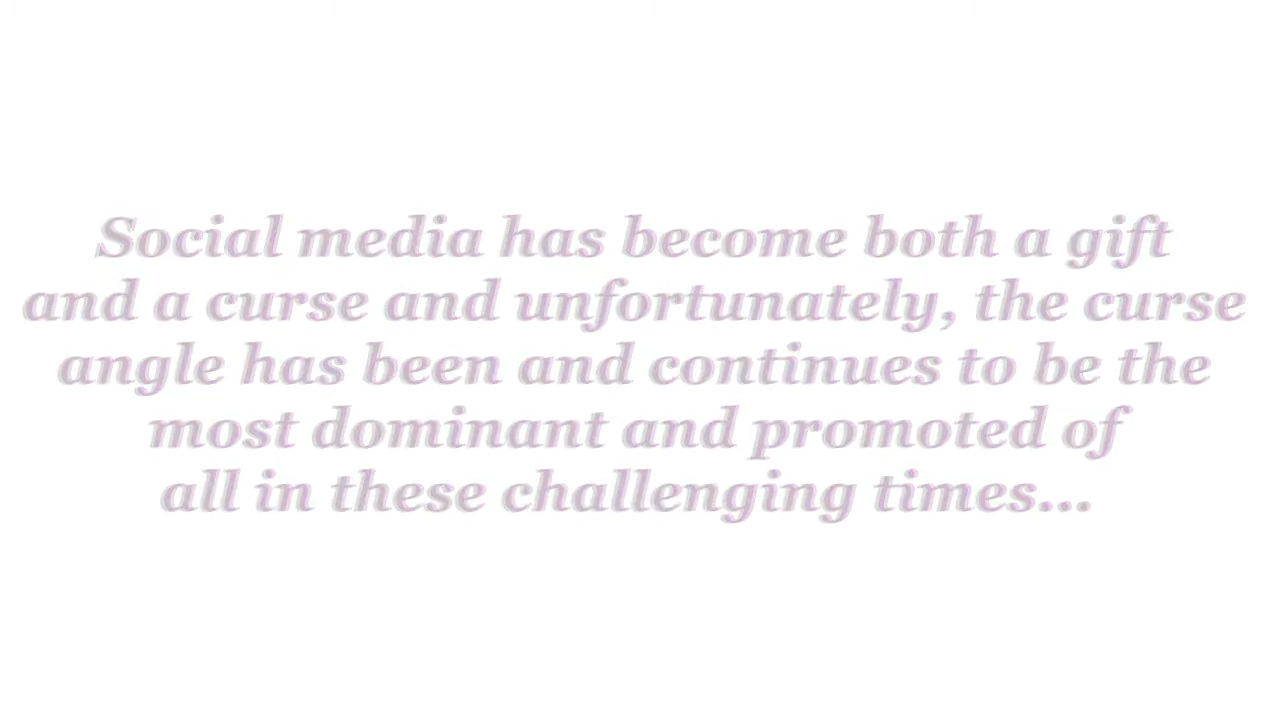 Social media has become both a gift
and a curse and unfortunately, the curse
angle has been and continues to be the
most dominant and promoted of
all in these challenging times...